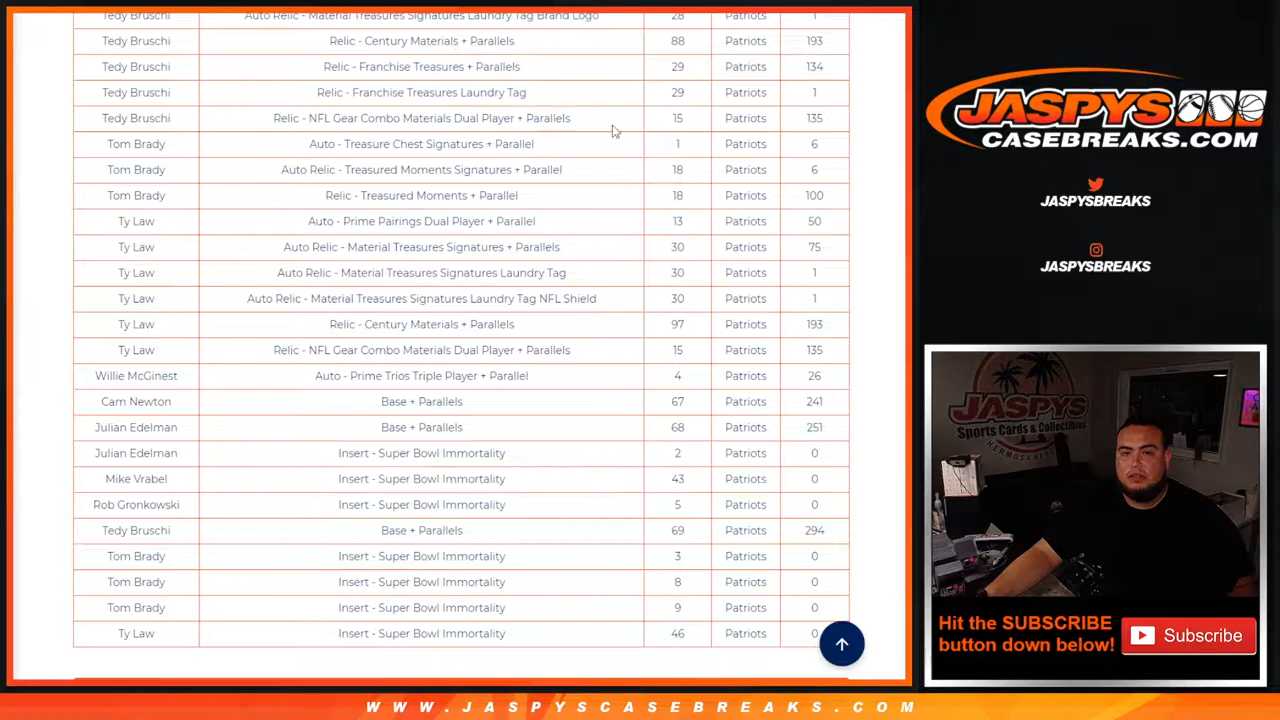 Tedy Bruschi Auto Relic - Material Treasures Signatures Laundry Tag Brand Logo 28 Patriots 1
Tedy Bruschi Relic - Century Materials + Parallels 88 Patriots 193
Tedy Bruschi Relic - Franchise Treasures + Parallels 29 Patriots 134
Tedy Bruschi Relic - Franchise Treasures Laundry Tag 29 Patriots 1
Tedy Bruschi Relic - NFL Gear Combo Materials Dual Player + Parallels 15 Patriots 135
Tom Brady Auto - Treasure Chest Signatures + Parallel 1 Patriots 6
Tom Brady Auto Relic - Treasured Moments Signatures + Parallel 18 Patriots 6
Tom Brady Relic - Treasured Moments + Parallel 18 Patriots 100
Ty Law Auto - Prime Pairings Dual Player + Parallel 13 Patriots 50
Ty Law Auto Relic - Material Treasures Signatures + Parallels 30 Patriots 75
Ty Law Auto Relic - Material Treasures Signatures Laundry Tag 30 Patriots 1
Ty Law Auto Relic - Material Treasures Signatures Laundry Tag NFL Shield 30 Patriots 1
Ty Law Relic - Century Materials + Parallels 97 Patriots 193
Ty Law Relic - NFL Gear Combo Materials Dual Player + Parallels 15 Patriots 135
Willie McGinest Auto - Prime Trios Triple Player + Parallel 4 Patriots 26
Cam Newton Base + Parallels 67 Patriots 241
Julian Edelman Base + Parallels 68 Patriots 251
Julian Edelman Insert - Super Bowl Immortality 2 Patriots 0
Mike Vrabel Insert - Super Bowl Immortality 43 Patriots 0
Rob Gronkowski Insert - Super Bowl Immortality 5 Patriots 0
Tedy Bruschi Base + Parallels 69 Patriots 294
Tom Brady Insert - Super Bowl Immortality 3 Patriots 0
Tom Brady Insert - Super Bowl Immortality 8 Patriots 0
Tom Brady Insert - Super Bowl Immortality 9 Patriots 0
Ty Law Insert - Super Bowl Immortality 46 Patriots 0
JASPYS
CASEBREAKS.COM
JASPYSBREAKS
JASPYSBREAKS
JASPYS
Sports Cards & Collectibles
HERMOSA BEACH
Hit the SUBSCRIBE
button down below!
Subscribe
WWW.JASPYSCASEBREAKS.COM